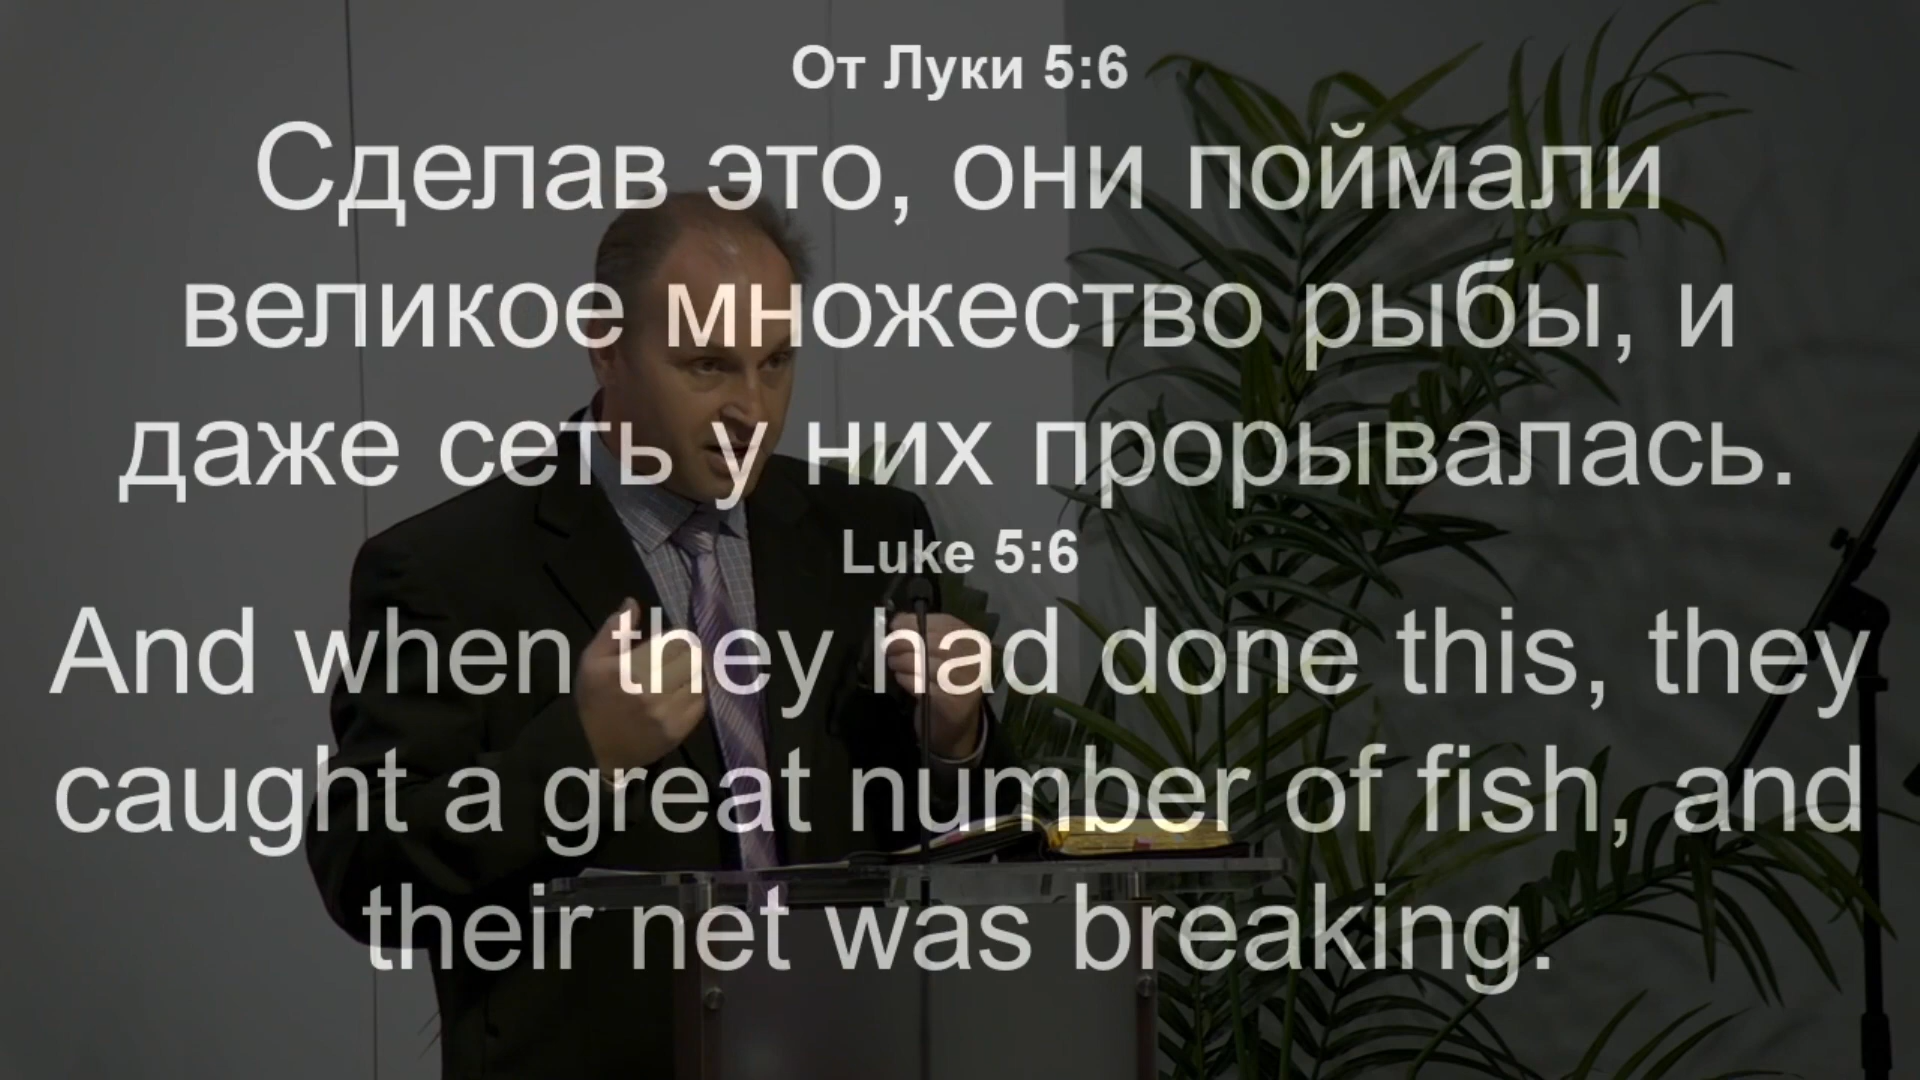 От Луки 5:6
Сделав это, они поймали
великое множество рыбы, и
даже сеть у них прорывалась.
Luke 5:6
And when they had done this, they
caught a great number of fish, and
their net was breaking.